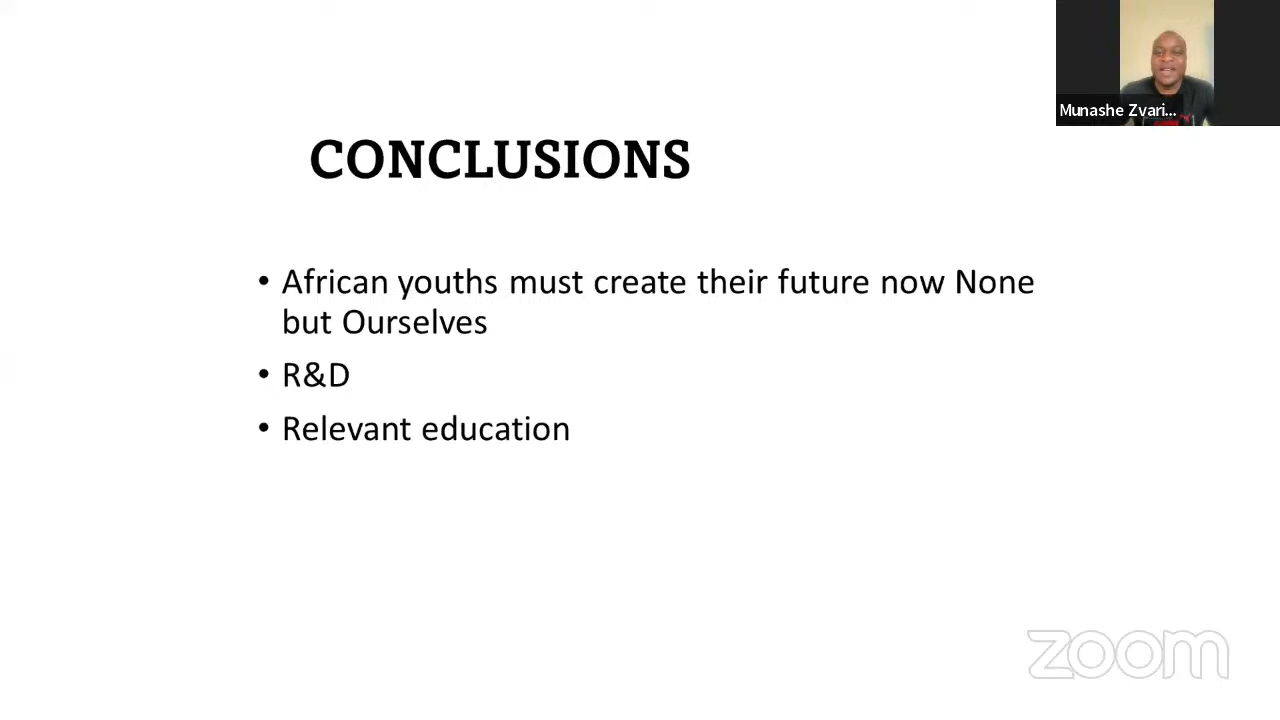 Munashe Zvari...
CONCLUSIONS
• African youths must create their future now None
but Ourselves
• R&D
• Relevant education
zoom